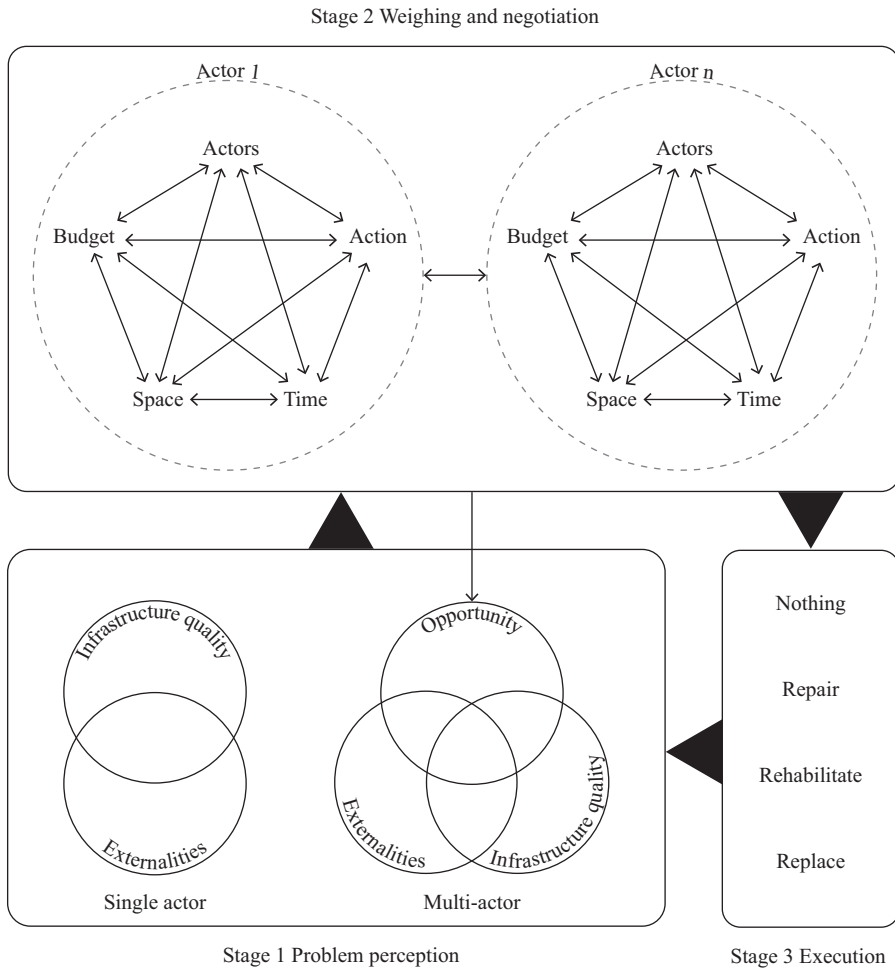 Stage 2 Weighing and negotiation
Actor 1
Actor n
Actors
Budget
Action
Space
Time
Actors
Budget
Action
Space
Time
Infrastructure quality
Externalities
Single actor
Opportunity
Externalities
Infrastructure quality
Multi-actor
Stage 1 Problem perception
Nothing
Repair
Rehabilitate
Replace
Stage 3 Execution